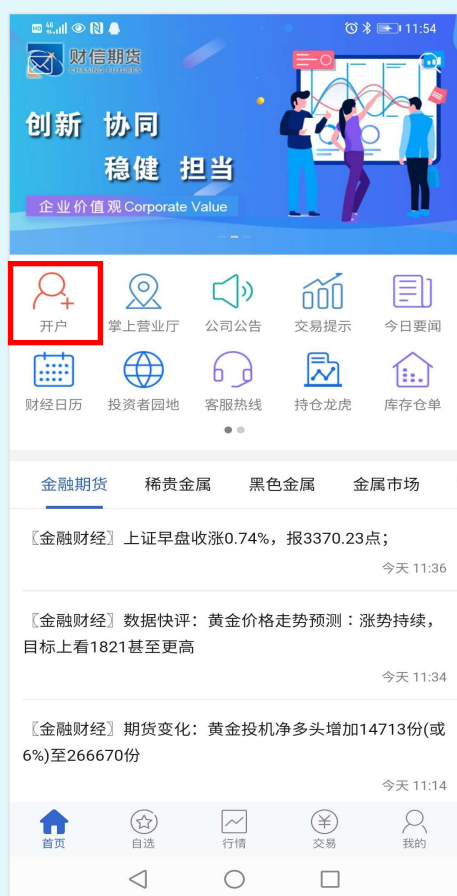 11:54
财信期货
CHASING FUTURES
创新 协同
稳健 担当
企业价值观 Corporate Value
开户 掌上营业厅 公司公告 交易提示 今日要闻
财经日历 投资者园地 客服热线 持仓龙虎 库存仓单
金融期货 稀贵金属 黑色金属 金属市场
〖金融财经〗上证早盘收涨0.74%，报3370.23点；
今天 11:36
〖金融财经〗数据快评：黄金价格走势预测：涨势持续，
目标上看1821甚至更高
今天 11:34
〖金融财经〗期货变化：黄金投机净多头增加14713份(或
6%)至266670份
今天 11:14
首页 自选 行情 交易 我的